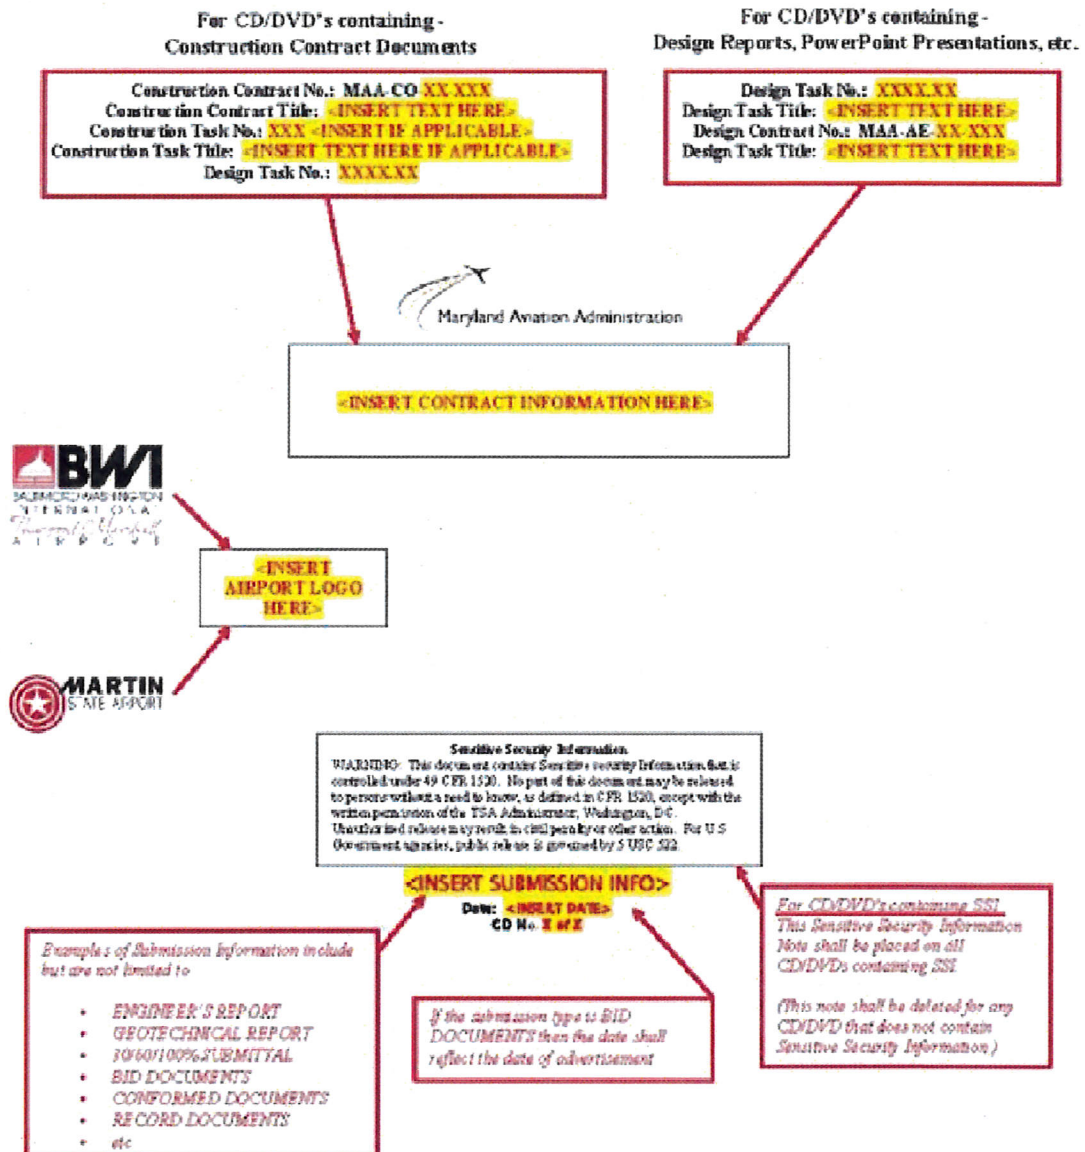 For CD/DVD's containing -
Construction Contract Documents
For CD/DVD's containing -
Design Reports, PowerPoint Presentations, etc.
Construction Contract No.: MAA-CO-XX-XXX
Construction Contract Title: <INSERT TEXT HERE>
Construction Task No.: XXX <INSERT IF APPLICABLE>
Construction Task Title: <INSERT TEXT HERE IF APPLICABLE>
Design Task No.: XXXX.XX
Design Task No.: XXXX.XX
Design Task Title: <INSERT TEXT HERE>
Design Contract No.: MAA-AE-XX-XXX
Design Task Title: <INSERT TEXT HERE>
Maryland Aviation Administration
<INSERT CONTRACT INFORMATION HERE>
BWI
BALTIMORE/WASHINGTON
INTERNATIONAL
Thurgood Marshall
AIRPORT
<INSERT
AIRPORT LOGO
HERE>
MARTIN
STATE AIRPORT
Sensitive Security Information
WARNING: This document contains Sensitive security Information that is
controlled under 49 CFR 1520. No part of this document may be released
to persons without a need to know, as defined in CFR 1520, except with the
written permission of the TSA Administrator, Washington, DC.
Unauthorized release may result in civil penalty or other action. For U.S
Government agencies, public release is governed by 5 USC 522.
<INSERT SUBMISSION INFO>
Date: <INSERT DATE>
CD No. X of X
Examples of Submission Information include
but are not limited to
• ENGINEER'S REPORT
• GEOTECHNICAL REPORT
• 30/60/100% SUBMITTAL
• BID DOCUMENTS
• CONFORMED DOCUMENTS
• RECORD DOCUMENTS
• etc
If the submission type is BID
DOCUMENTS then the date shall
reflect the date of advertisement
For CD/DVD's containing SSI
This Sensitive Security Information
Note shall be placed on all
CD/DVDs containing SSI
(This note shall be deleted for any
CD/DVD that does not contain
Sensitive Security Information.)